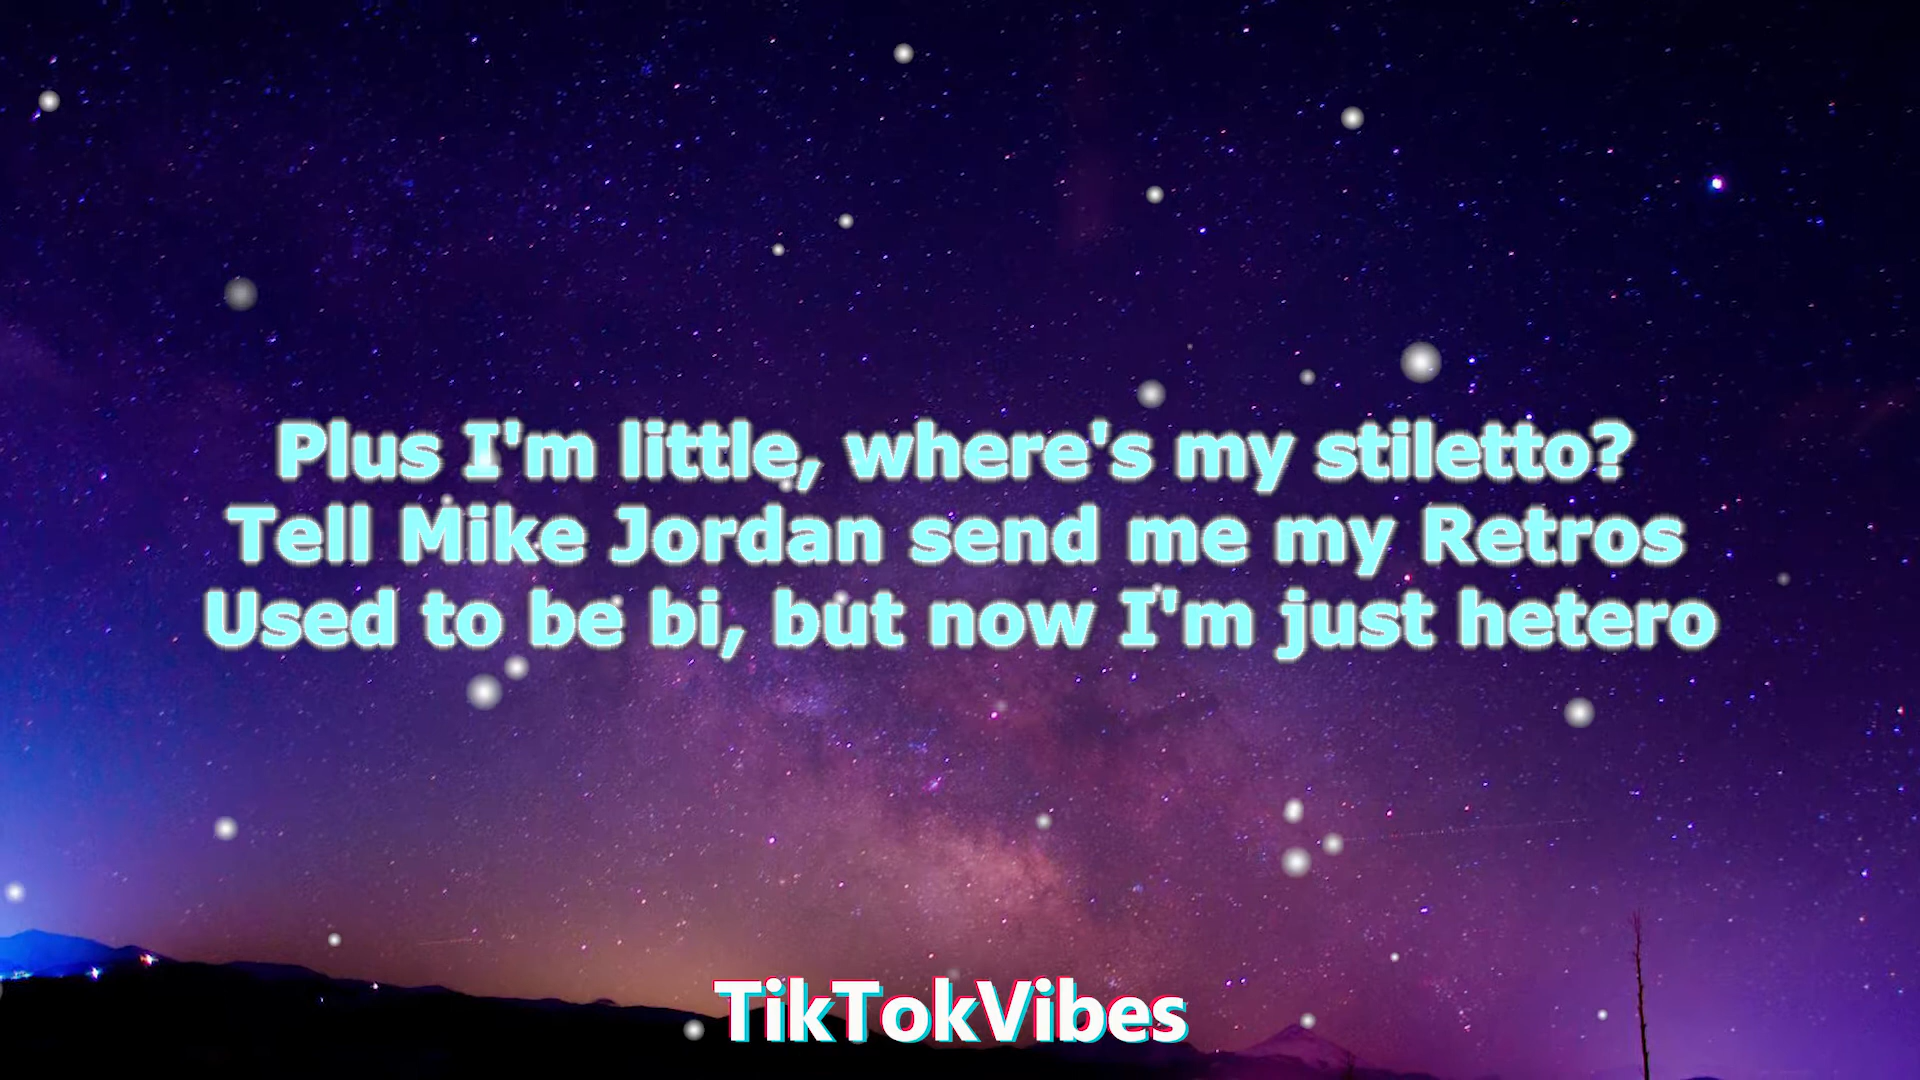 Plus I'm little, where's my stiletto?
Tell Mike Jordan send me my Retros
Used to be bi, but now I'm just hetero
TikTokVibes